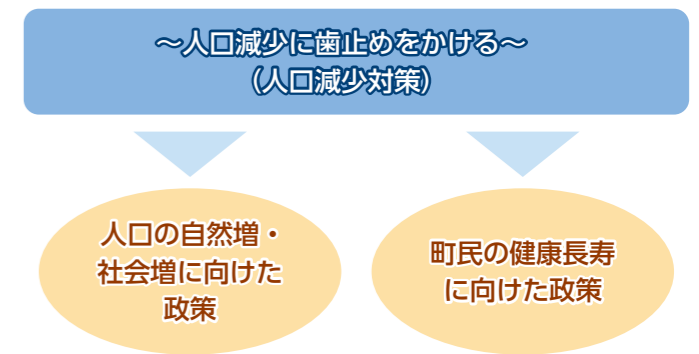 ～人口減少に歯止めをかける～
（人口減少対策）
人口の自然増・
社会増に向けた
政策
町民の健康長寿
に向けた政策